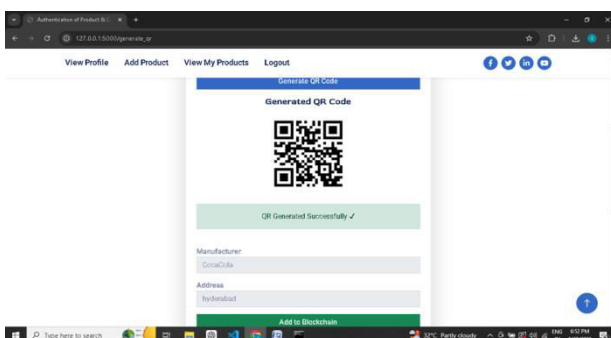 Authentication of Product & C
127.0.0.1:5000/generate_qr
View Profile Add Product View My Products Logout
Generate QR Code
Generated QR Code
QR Generated Successfully ✓
Manufacturer
CocaCola
Address
hyderabad
Add to Blockchain
Type here to search
32°C Partly cloudy
ENG
6:52 PM